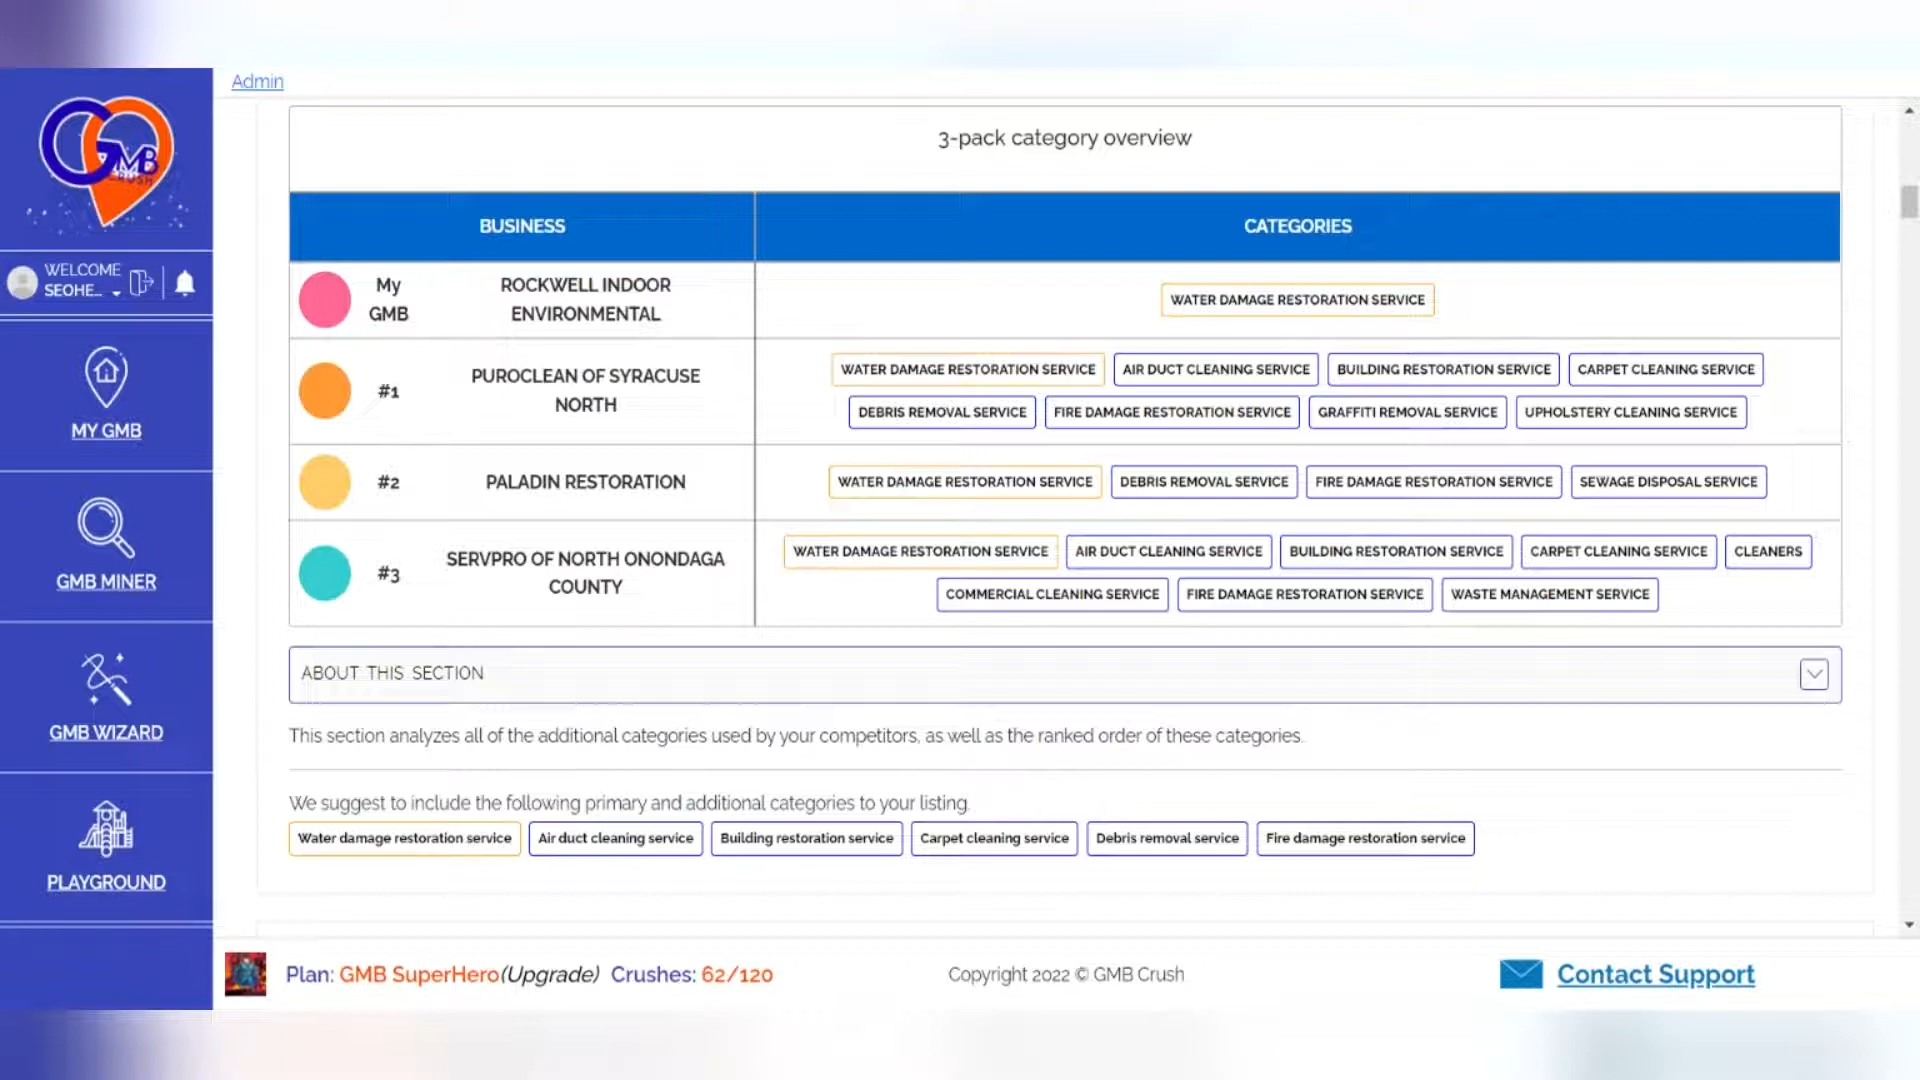 Admin
GMB
CRUSH
WELCOME
SEOHE...
MY GMB
GMB MINER
GMB WIZARD
PLAYGROUND
3-pack category overview
BUSINESS CATEGORIES
My GMB ROCKWELL INDOOR ENVIRONMENTAL WATER DAMAGE RESTORATION SERVICE
#1 PUROCLEAN OF SYRACUSE NORTH
WATER DAMAGE RESTORATION SERVICE AIR DUCT CLEANING SERVICE BUILDING RESTORATION SERVICE CARPET CLEANING SERVICE
DEBRIS REMOVAL SERVICE FIRE DAMAGE RESTORATION SERVICE GRAFFITI REMOVAL SERVICE UPHOLSTERY CLEANING SERVICE
#2 PALADIN RESTORATION WATER DAMAGE RESTORATION SERVICE DEBRIS REMOVAL SERVICE FIRE DAMAGE RESTORATION SERVICE SEWAGE DISPOSAL SERVICE
#3 SERVPRO OF NORTH ONONDAGA COUNTY
WATER DAMAGE RESTORATION SERVICE AIR DUCT CLEANING SERVICE BUILDING RESTORATION SERVICE CARPET CLEANING SERVICE CLEANERS
COMMERCIAL CLEANING SERVICE FIRE DAMAGE RESTORATION SERVICE WASTE MANAGEMENT SERVICE
ABOUT THIS SECTION
This section analyzes all of the additional categories used by your competitors, as well as the ranked order of these categories.
We suggest to include the following primary and additional categories to your listing.
Water damage restoration service Air duct cleaning service Building restoration service Carpet cleaning service Debris removal service Fire damage restoration service
Plan: GMB SuperHero(Upgrade) Crushes: 62/120 Copyright 2022 © GMB Crush Contact Support